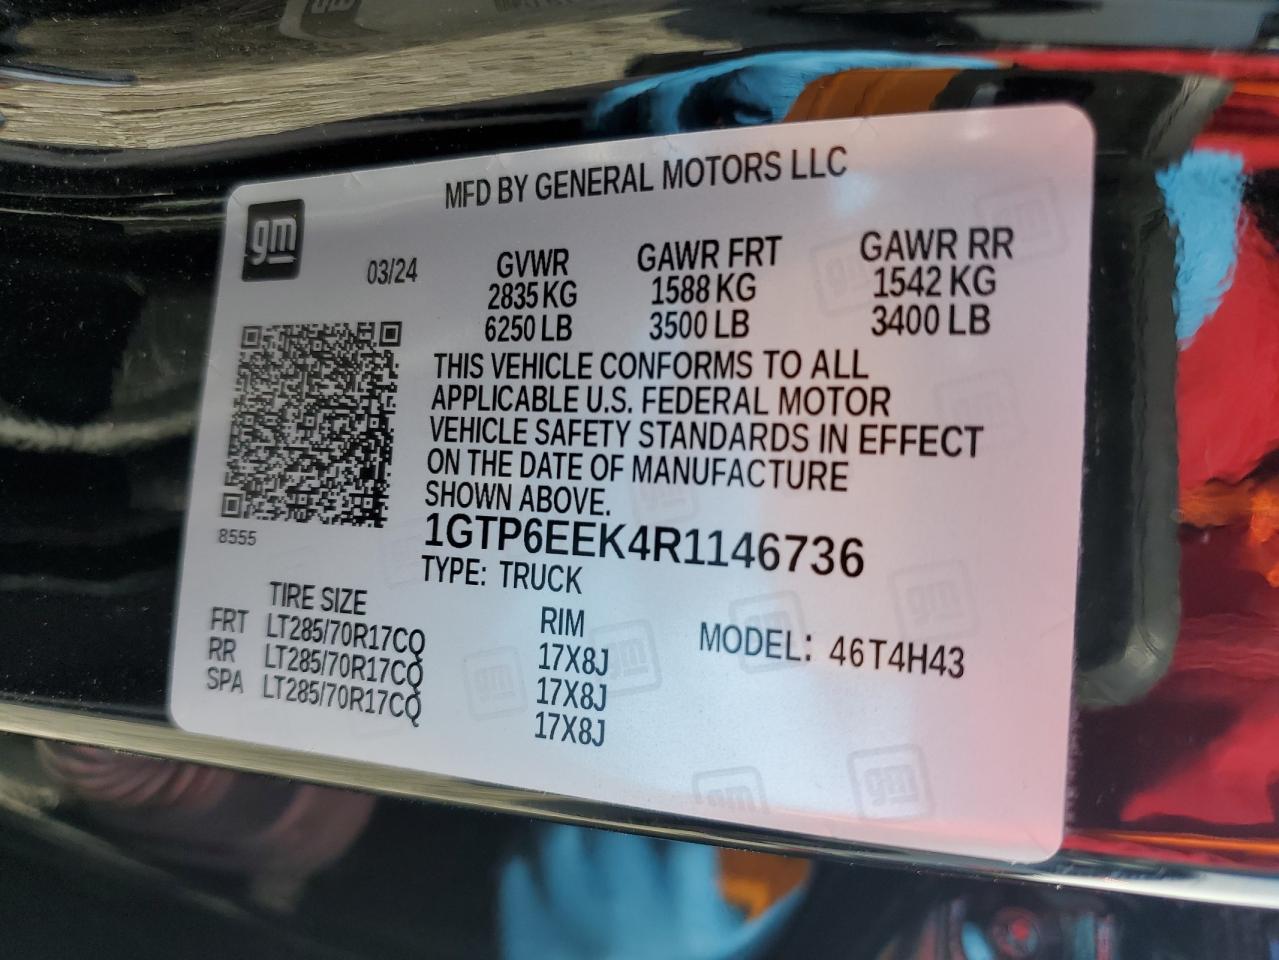 MFD BY GENERAL MOTORS LLC
gm
03/24 GVWR GAWR FRT GAWR RR
2835 KG 1588 KG 1542 KG
6250 LB 3500 LB 3400 LB
THIS VEHICLE CONFORMS TO ALL
APPLICABLE U.S. FEDERAL MOTOR
VEHICLE SAFETY STANDARDS IN EFFECT
ON THE DATE OF MANUFACTURE
SHOWN ABOVE.
8555
1GTP6EEK4R1146736
TYPE: TRUCK
TIRE SIZE RIM
FRT LT285/70R17CQ 17X8J
RR LT285/70R17CQ 17X8J
SPA LT285/70R17CQ 17X8J
MODEL: 46T4H43